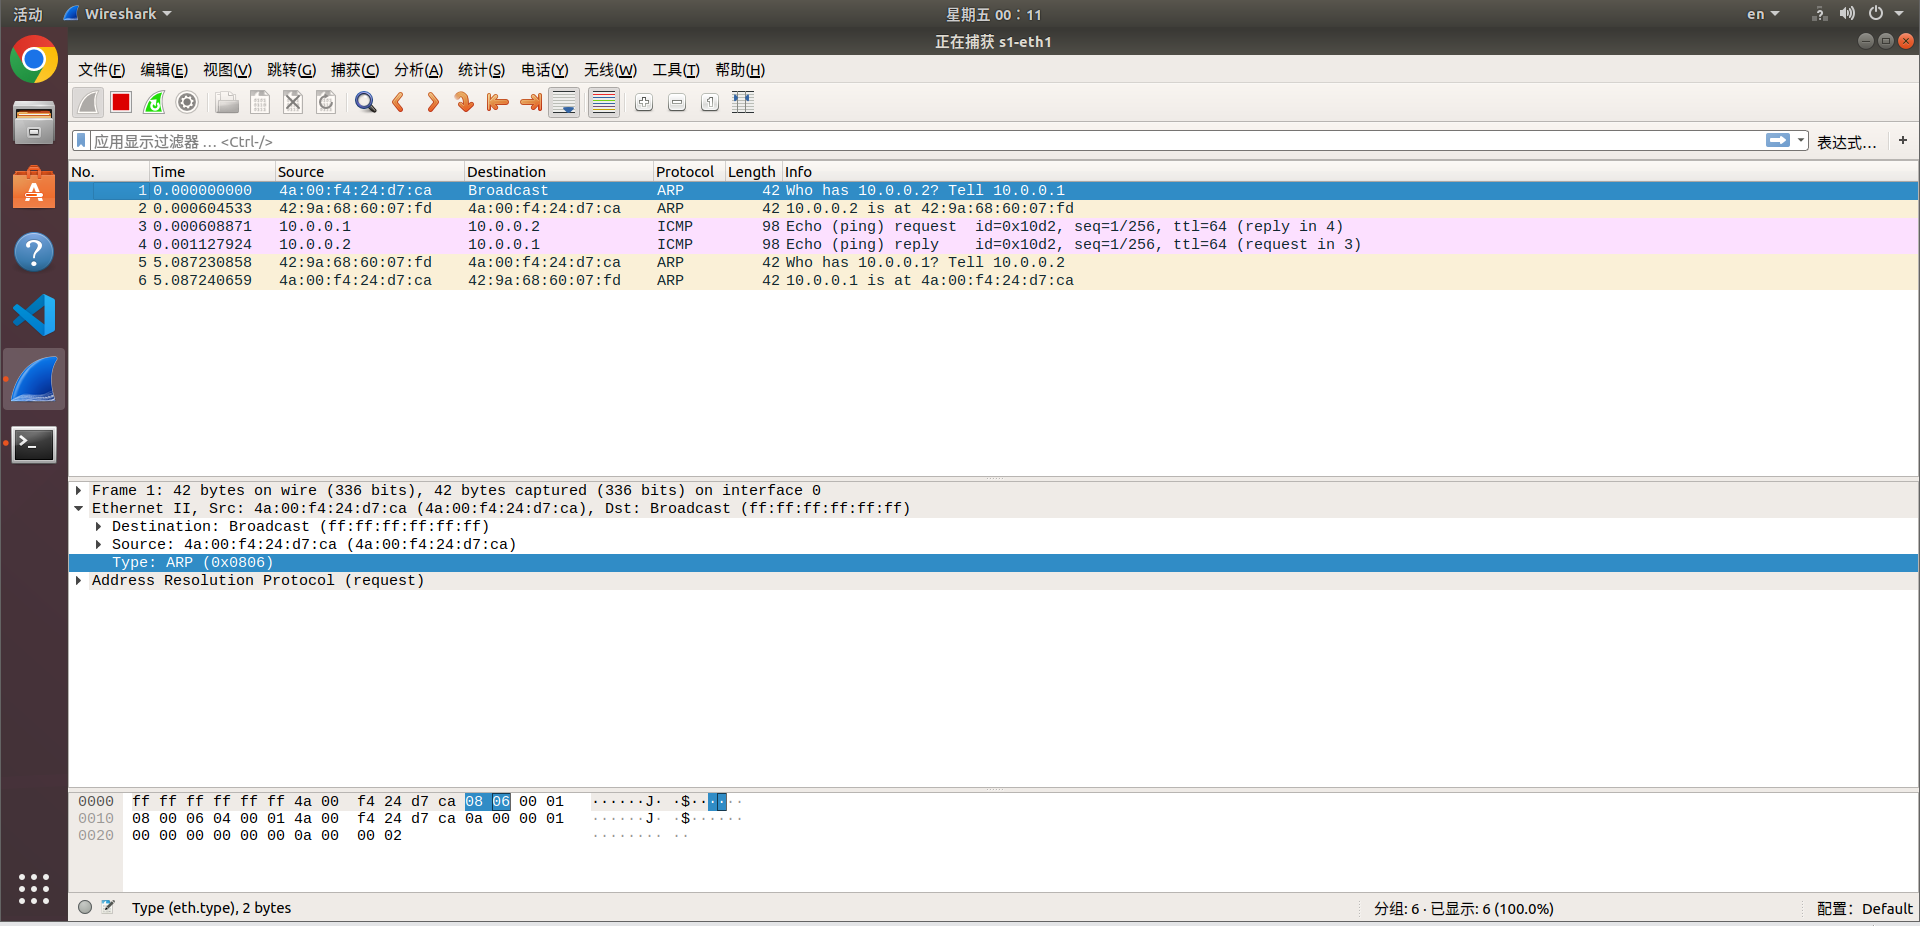 活动 Wireshark 星期五 00：11 en
正在捕获 s1-eth1
文件(F) 编辑(E) 视图(V) 跳转(G) 捕获(C) 分析(A) 统计(S) 电话(Y) 无线(W) 工具(T) 帮助(H)
应用显示过滤器 … <Ctrl-/> 表达式… +
No. Time Source Destination Protocol Length Info
1 0.000000000 4a:00:f4:24:d7:ca Broadcast ARP 42 Who has 10.0.0.2? Tell 10.0.0.1
2 0.000604533 42:9a:68:60:07:fd 4a:00:f4:24:d7:ca ARP 42 10.0.0.2 is at 42:9a:68:60:07:fd
3 0.000608871 10.0.0.1 10.0.0.2 ICMP 98 Echo (ping) request id=0x10d2, seq=1/256, ttl=64 (reply in 4)
4 0.001127924 10.0.0.2 10.0.0.1 ICMP 98 Echo (ping) reply id=0x10d2, seq=1/256, ttl=64 (request in 3)
5 5.087230858 42:9a:68:60:07:fd 4a:00:f4:24:d7:ca ARP 42 Who has 10.0.0.1? Tell 10.0.0.2
6 5.087240659 4a:00:f4:24:d7:ca 42:9a:68:60:07:fd ARP 42 10.0.0.1 is at 4a:00:f4:24:d7:ca
Frame 1: 42 bytes on wire (336 bits), 42 bytes captured (336 bits) on interface 0
Ethernet II, Src: 4a:00:f4:24:d7:ca (4a:00:f4:24:d7:ca), Dst: Broadcast (ff:ff:ff:ff:ff:ff)
Destination: Broadcast (ff:ff:ff:ff:ff:ff)
Source: 4a:00:f4:24:d7:ca (4a:00:f4:24:d7:ca)
Type: ARP (0x0806)
Address Resolution Protocol (request)
0000 ff ff ff ff ff ff 4a 00 f4 24 d7 ca 08 06 00 01 ······J· ·$······
0010 08 00 06 04 00 01 4a 00 f4 24 d7 ca 0a 00 00 01 ······J· ·$······
0020 00 00 00 00 00 00 0a 00 00 02 ········ ··
Type (eth.type), 2 bytes 分组: 6 · 已显示: 6 (100.0%) 配置： Default